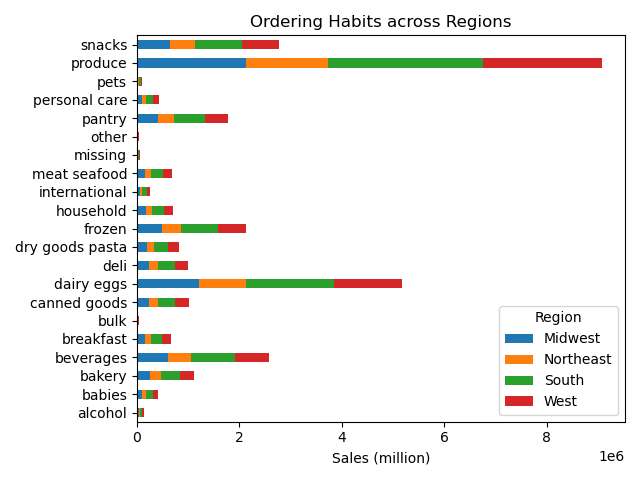 Ordering Habits across Regions
snacks
produce
pets
personal care
pantry
other
missing
meat seafood
international
household
frozen
dry goods pasta
deli
dairy eggs
canned goods
bulk
breakfast
beverages
bakery
babies
alcohol
Region
Midwest
Northeast
South
West
0 2 4 6 8
1e6
Sales (million)